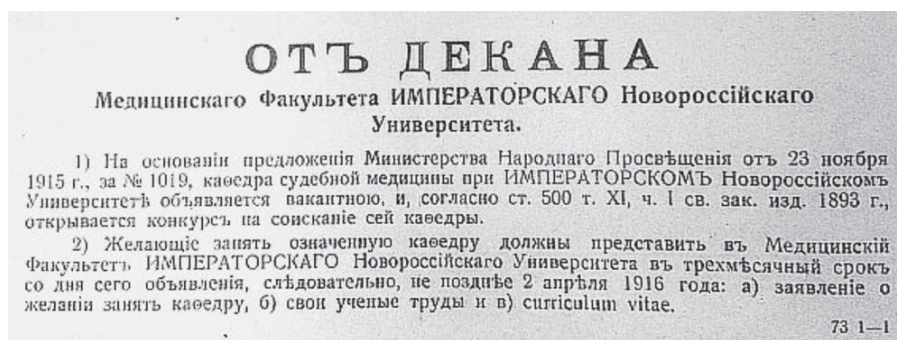 ОТЪ ДЕКАНА
Медицинскаго Факультета ИМПЕРАТОРСКАГО Новороссійскаго
Университета.
1) На основаніи предложенія Министерства Народнаго Просвѣщенія отъ 23 ноября
1915 г., за № 1019, каѳедра судебной медицины при ИМПЕРАТОРСКОМЪ Новороссійскомъ
Университетѣ объявляется вакантною, и, согласно ст. 500 т. XI, ч. I св. зак. изд. 1893 г.,
открывается конкурсъ на соисканіе сей каѳедры.
2) Желающіе занять означенную каѳедру должны представить въ Медицинскій
Факультетъ ИМПЕРАТОРСКАГО Новороссійскаго Университета въ трехмѣсячный срокъ
со дня сего объявленія, слѣдовательно, не позднѣе 2 апрѣля 1916 года: а) заявленіе о
желаніи занять каѳедру, б) свои ученые труды и в) curriculum vitae.
73 1—1